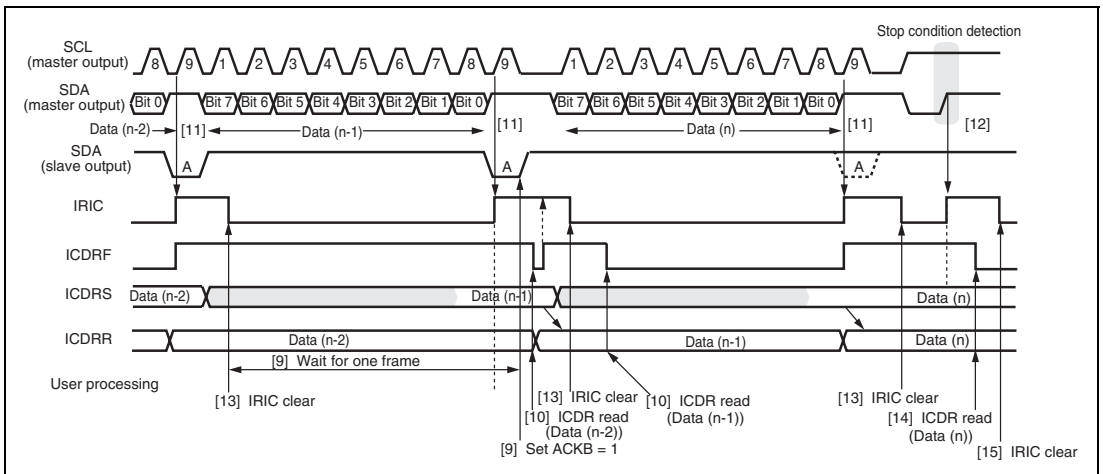 Stop condition detection
SCL
(master output)
8 9 1 2 3 4 5 6 7 8 9 1 2 3 4 5 6 7 8 9
SDA
(master output)
Bit 0 Bit 7 Bit 6 Bit 5 Bit 4 Bit 3 Bit 2 Bit 1 Bit 0 Bit 7 Bit 6 Bit 5 Bit 4 Bit 3 Bit 2 Bit 1 Bit 0
Data (n-2) [11] Data (n-1) [11] Data (n) [11] [12]
SDA
(slave output)
A A A
IRIC
ICDRF
ICDRS
Data (n-2) Data (n-1) Data (n)
ICDRR
Data (n-2) Data (n-1) Data (n)
[9] Wait for one frame
User processing
[13] IRIC clear
[13] IRIC clear
[10] ICDR read
(Data (n-1))
[13] IRIC clear
[10] ICDR read
(Data (n-2))
[14] ICDR read
(Data (n))
[9] Set ACKB = 1
[15] IRIC clear